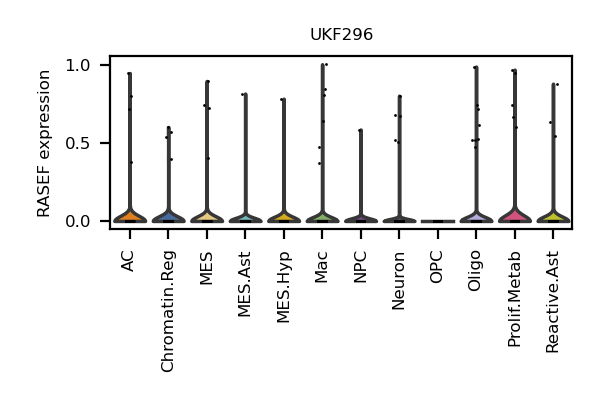 UKF296
RASEF expression
1.0
0.5
0.0
AC
Chromatin.Reg
MES
MES.Ast
MES.Hyp
Mac
NPC
Neuron
OPC
Oligo
Prolif.Metab
Reactive.Ast